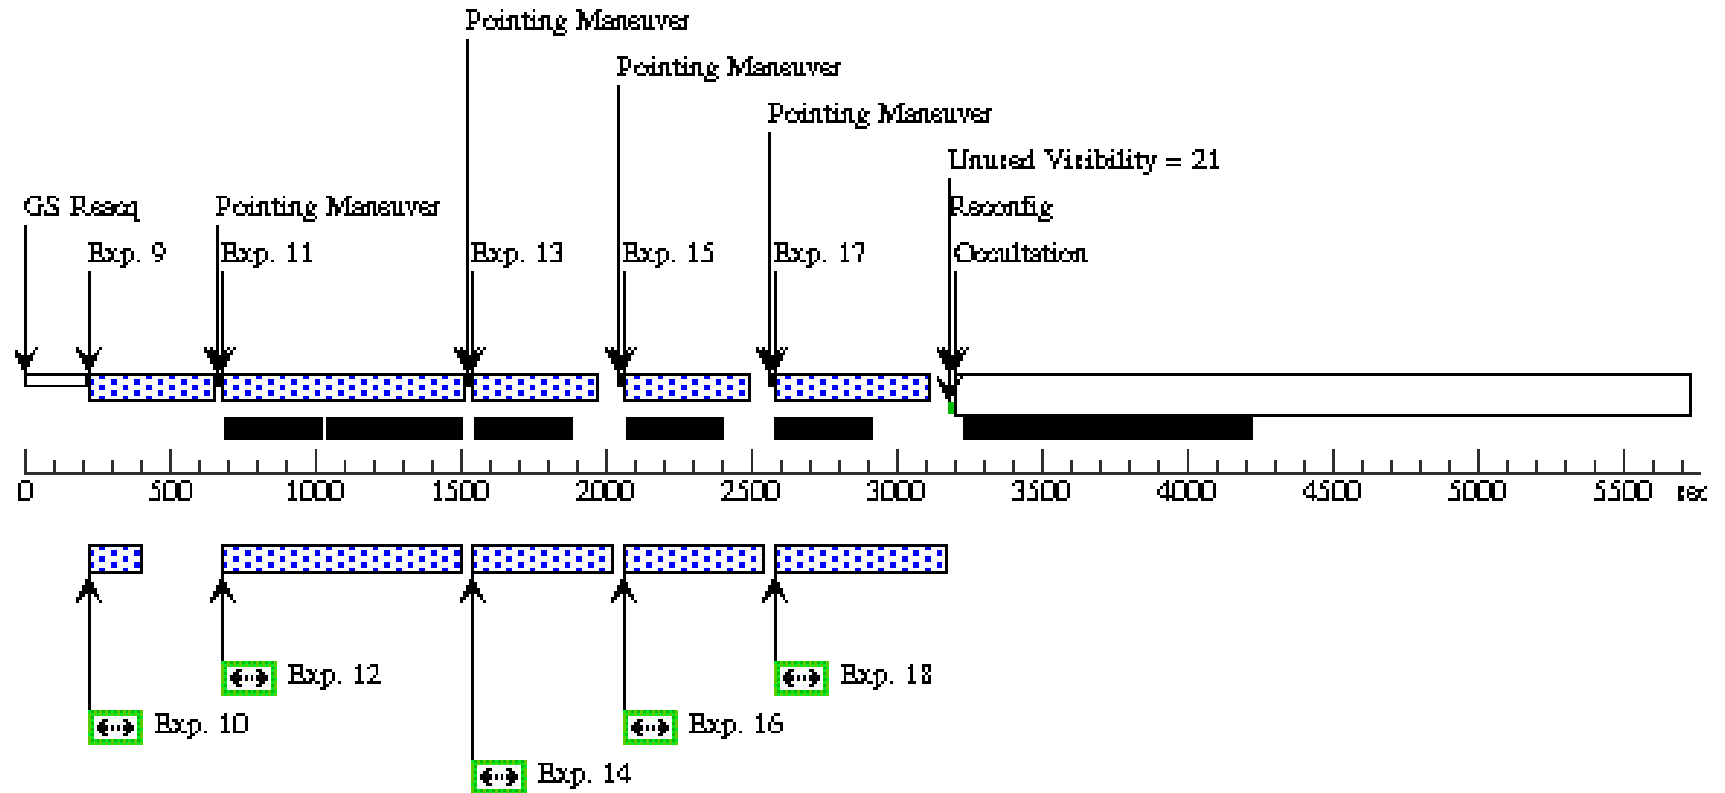 Pointing Maneuver
Pointing Maneuver
Pointing Maneuver
Unused Visibility = 21
GS Reacq
Pointing Maneuver
Reconfig
Exp. 9
Exp. 11
Exp. 13
Exp. 15
Exp. 17
Occultation
0 500 1000 1500 2000 2500 3000 3500 4000 4500 5000 5500 sec
Exp. 12
Exp. 18
Exp. 10
Exp. 16
Exp. 14